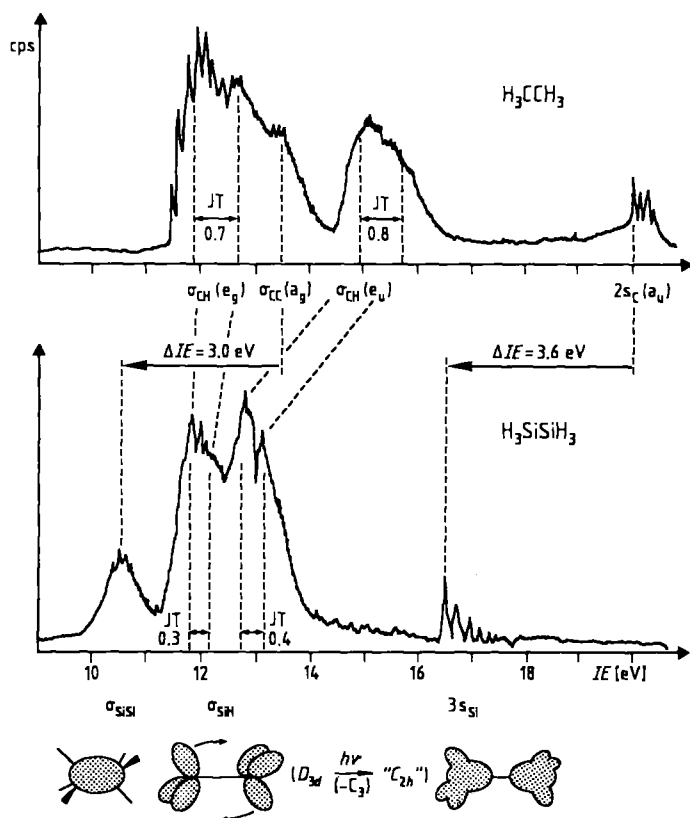 cps
H₃CCH₃
JT
0.7
JT
0.8
σCH(eg) σCC(ag) σCH(eu) 2sC(au)
ΔIE = 3.0 eV
ΔIE = 3.6 eV
H₃SiSiH₃
JT
0.3
JT
0.4
10 12 14 16 18 IE [eV]
σSiSi σSiH 3sSi
(D3d hν (-C₃) "C2h")